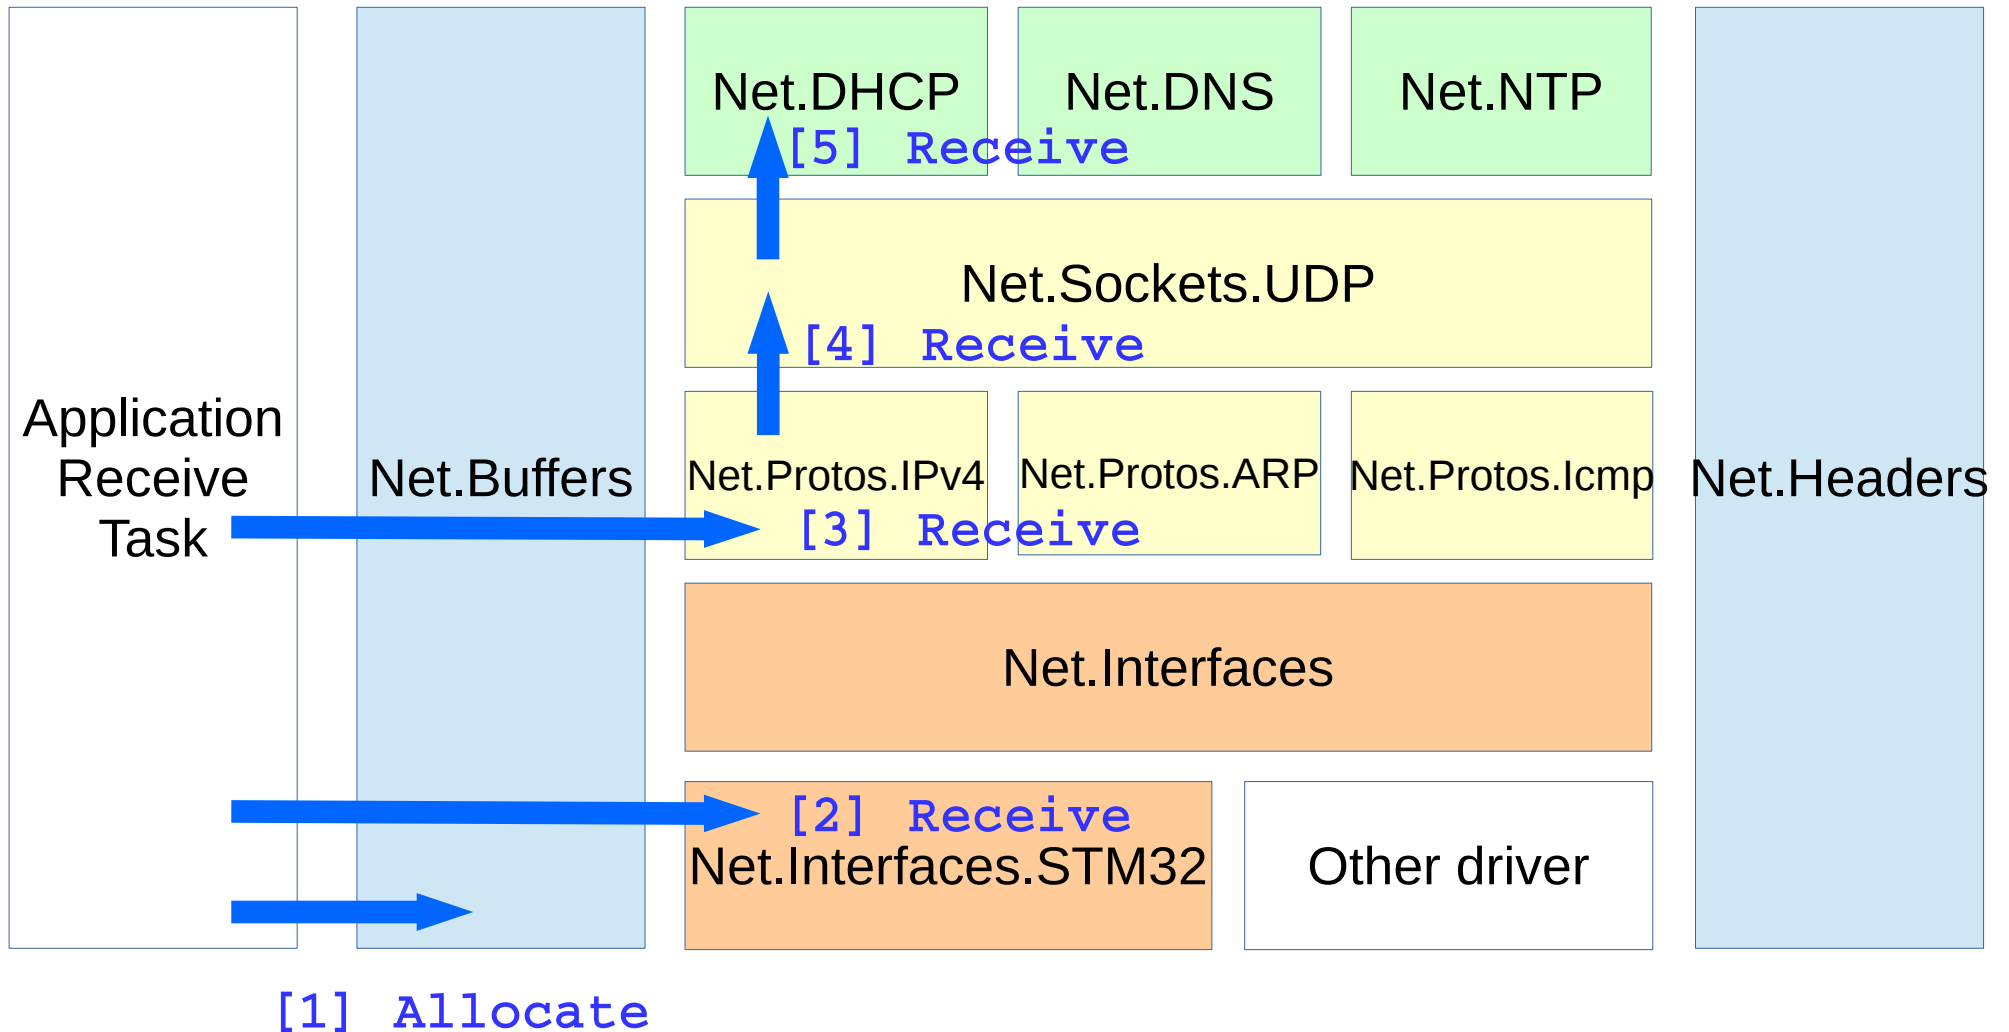 Net.DHCP
Net.DNS
Net.NTP
[5] Receive
Net.Sockets.UDP
[4] Receive
Application
Receive
Task
Net.Buffers
Net.Protos.IPv4
Net.Protos.ARP
Net.Protos.Icmp
Net.Headers
[3] Receive
Net.Interfaces
[2] Receive
Net.Interfaces.STM32
Other driver
[1] Allocate